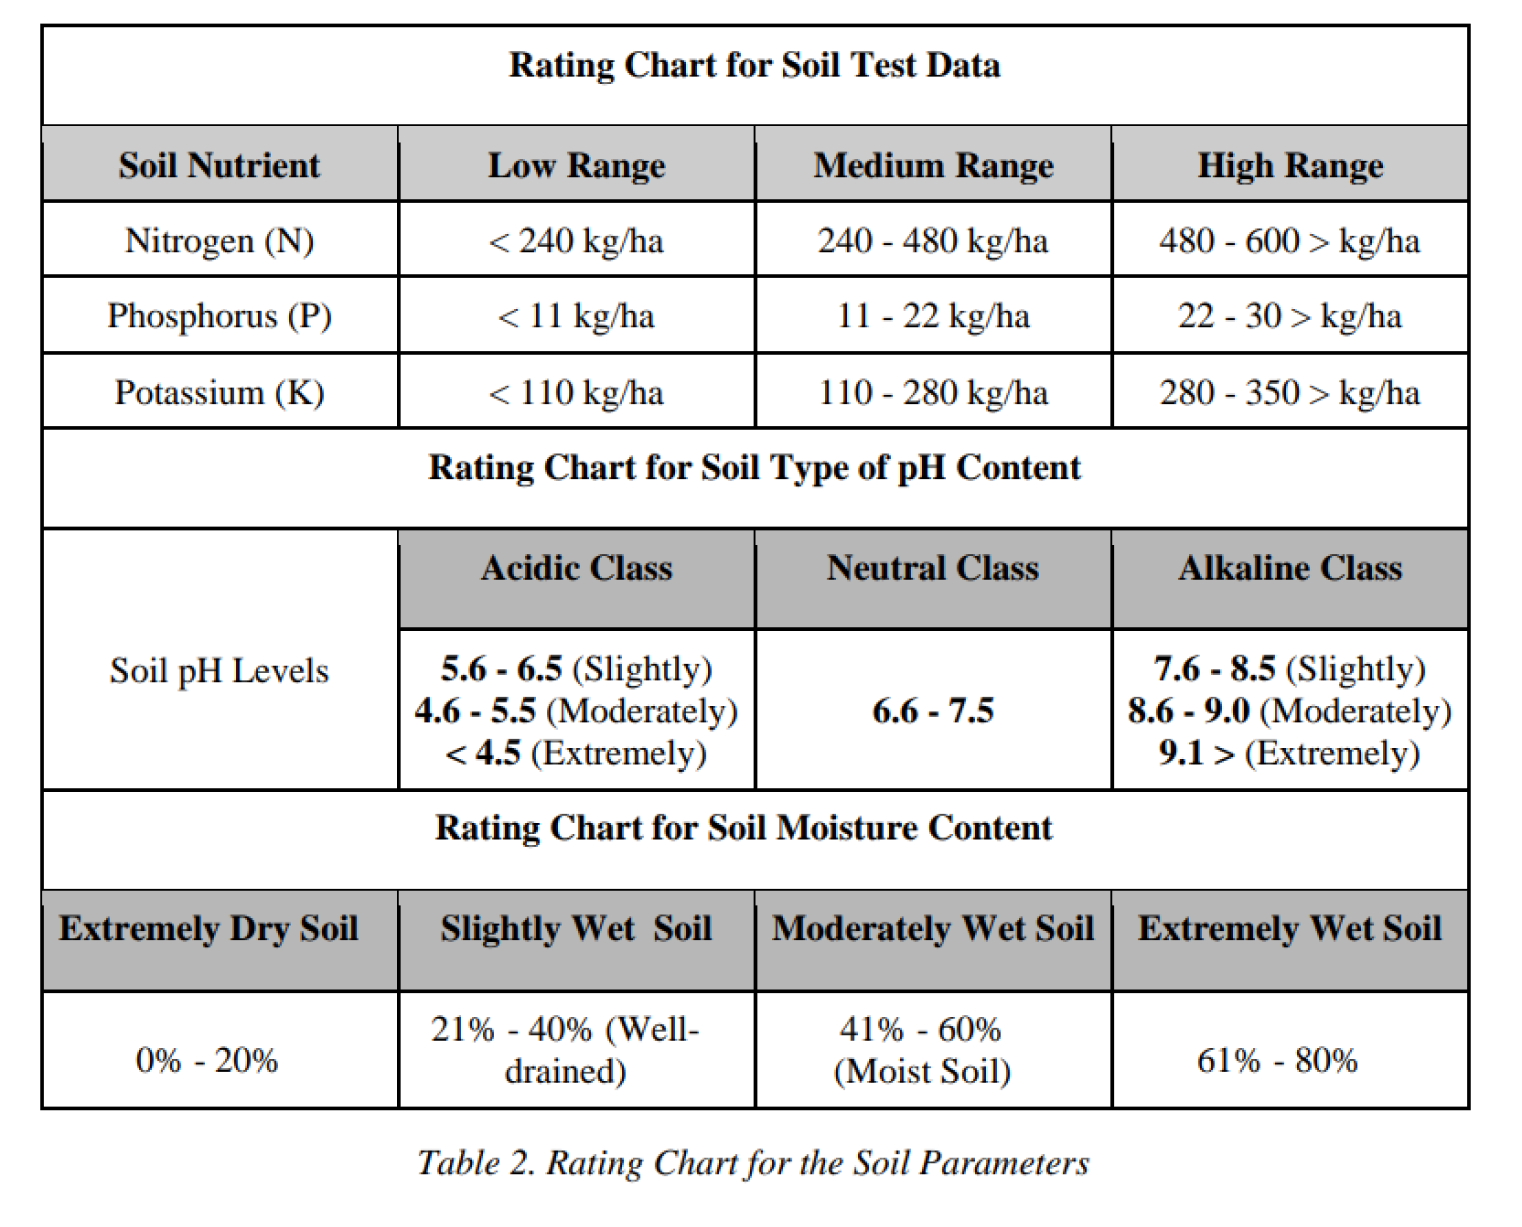 Rating Chart for Soil Test Data
Soil Nutrient Low Range Medium Range High Range
Nitrogen (N) < 240 kg/ha 240 - 480 kg/ha 480 - 600 > kg/ha
Phosphorus (P) < 11 kg/ha 11 - 22 kg/ha 22 - 30 > kg/ha
Potassium (K) < 110 kg/ha 110 - 280 kg/ha 280 - 350 > kg/ha
Rating Chart for Soil Type of pH Content
Acidic Class Neutral Class Alkaline Class
Soil pH Levels
5.6 - 6.5 (Slightly)
4.6 - 5.5 (Moderately)
< 4.5 (Extremely)
6.6 - 7.5
7.6 - 8.5 (Slightly)
8.6 - 9.0 (Moderately)
9.1 > (Extremely)
Rating Chart for Soil Moisture Content
Extremely Dry Soil Slightly Wet Soil Moderately Wet Soil Extremely Wet Soil
0% - 20%
21% - 40% (Well-
drained)
41% - 60%
(Moist Soil)
61% - 80%
Table 2. Rating Chart for the Soil Parameters